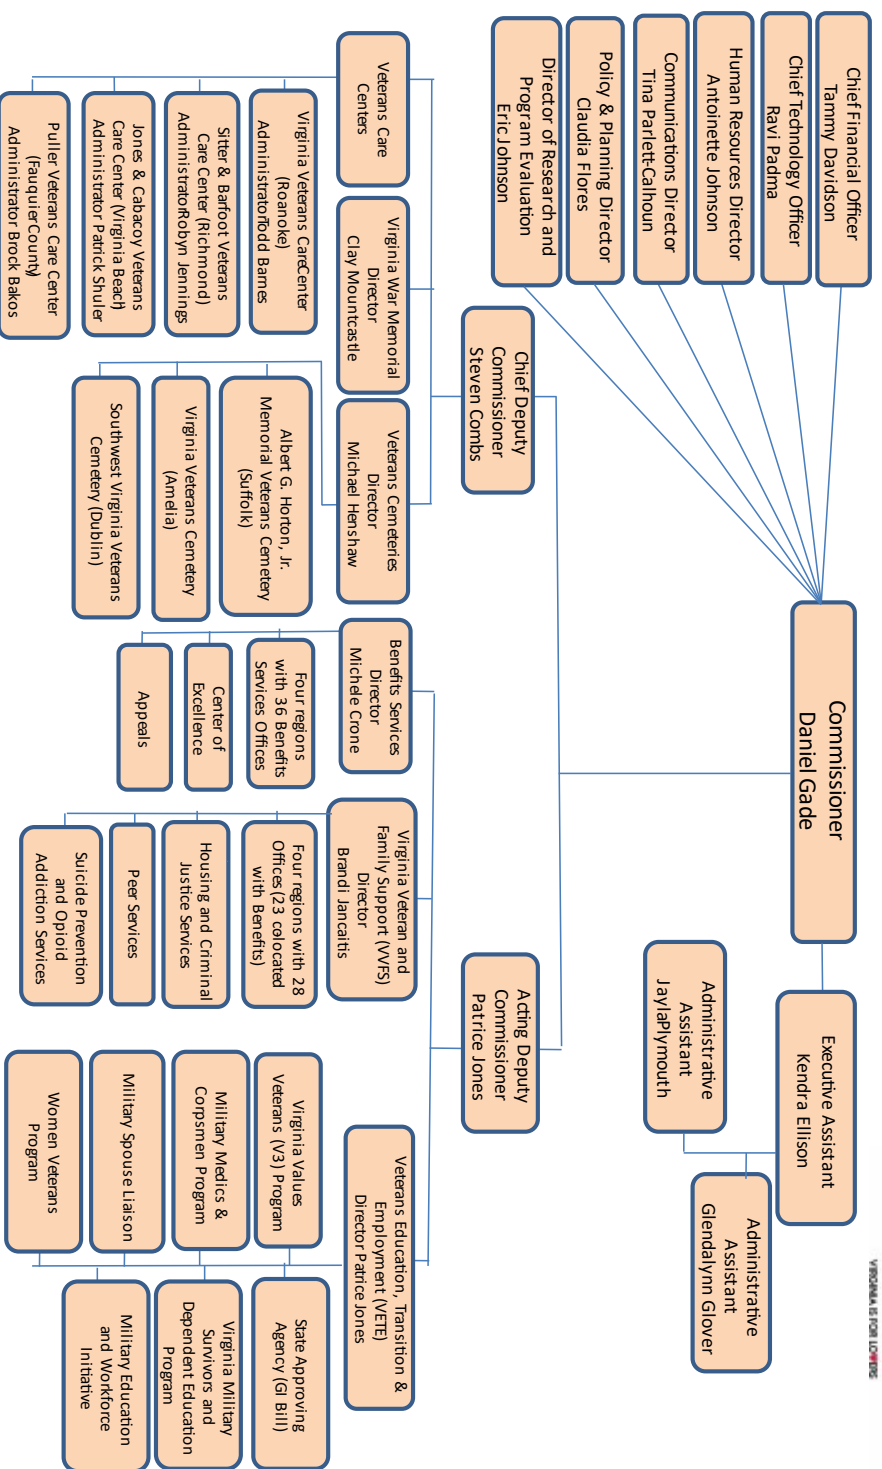 VIRGINIA IS FOR LOVERS
Commissioner
Daniel Gade
Executive Assistant
Kendra Ellison
Administrative
Assistant
JaylaPlymouth
Administrative
Assistant
Glendalynn Glover
Chief Financial Officer
Tammy Davidson
Chief Technology Officer
Ravi Padma
Human Resources Director
Antoinette Johnson
Communications Director
Tina Parlett-Calhoun
Policy & Planning Director
Claudia Flores
Director of Research and
Program Evaluation
Eric Johnson
Chief Deputy
Commissioner
Steven Combs
Acting Deputy
Commissioner
Patrice Jones
Veterans Care
Centers
Virginia War Memorial
Director
Clay Mountcastle
Veterans Cemeteries
Director
Michael Henshaw
Benefits Services
Director
Michele Crone
Virginia Veteran and
Family Support (VVFS)
Director
Brandi Jancaitis
Veterans Education, Transition &
Employment (VETE)
Director Patrice Jones
Virginia Veterans CareCenter
(Roanoke)
AdministratorTodd Barnes
Sitter & Barfoot Veterans
Care Center (Richmond)
AdministratorRobyn Jennings
Jones & Cabacoy Veterans
Care Center (Virginia Beach)
Administrator Patrick Shuler
Puller Veterans Care Center
(FauquierCounty)
Administrator Brock Bakos
Albert G. Horton, Jr.
Memorial Veterans Cemetery
(Suffolk)
Virginia Veterans Cemetery
(Amelia)
Southwest Virginia Veterans
Cemetery (Dublin)
Four regions
with 36 Benefits
Services Offices
Center of
Excellence
Appeals
Four regions with 28
Offices (23 colocated
with Benefits)
Housing and Criminal
Justice Services
Peer Services
Suicide Prevention
and Opioid
Addiction Services
Virginia Values
Veterans (V3) Program
Military Medics &
Corpsmen Program
Military Spouse Liaison
Women Veterans
Program
State Approving
Agency (GI Bill)
Virginia Military
Survivors and
Dependent Education
Program
Military Education
and Workforce
Initiative